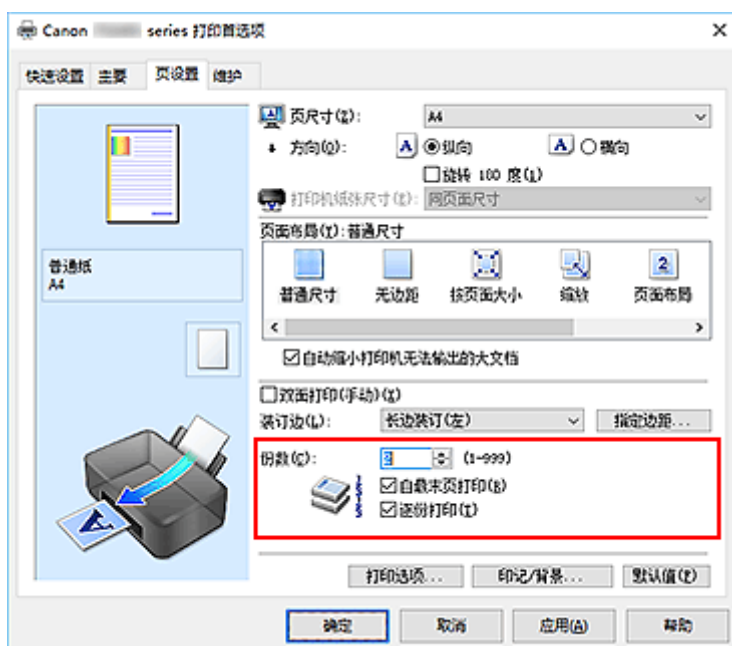 Canon series 打印首选项
快速设置 主要 页设置 维护
页尺寸(Z): A4
方向(O): A 纵向 A 横向
旋转 180 度(1)
打印机纸张尺寸(E): 同页面尺寸
页面布局(Y):普通尺寸
普通尺寸 无边距 按页面大小 缩放 页面布局
自动缩小打印机无法输出的大文档
普通纸
A4
双面打印(手动)(X)
装订边(L): 长边装订(左) 指定边距...
份数(C): 2 (1-999)
自最末页打印(R)
逐份打印(T)
打印选项... 印记/背景... 默认值(F)
确定 取消 应用(A) 帮助